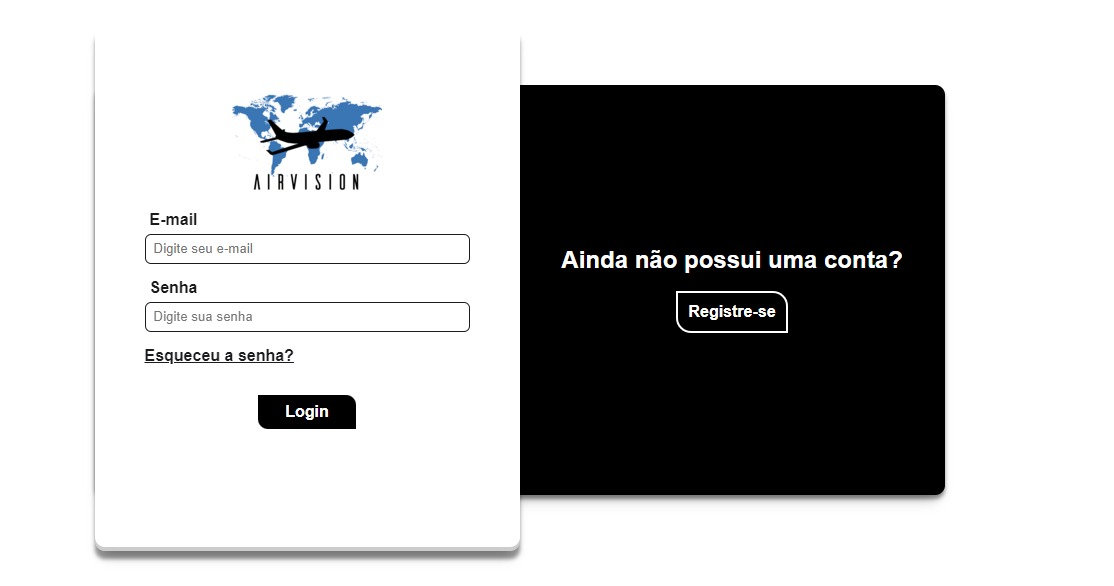 AIRVISION
E-mail
Digite seu e-mail
Senha
Digite sua senha
Esqueceu a senha?
Login
Ainda não possui uma conta?
Registre-se